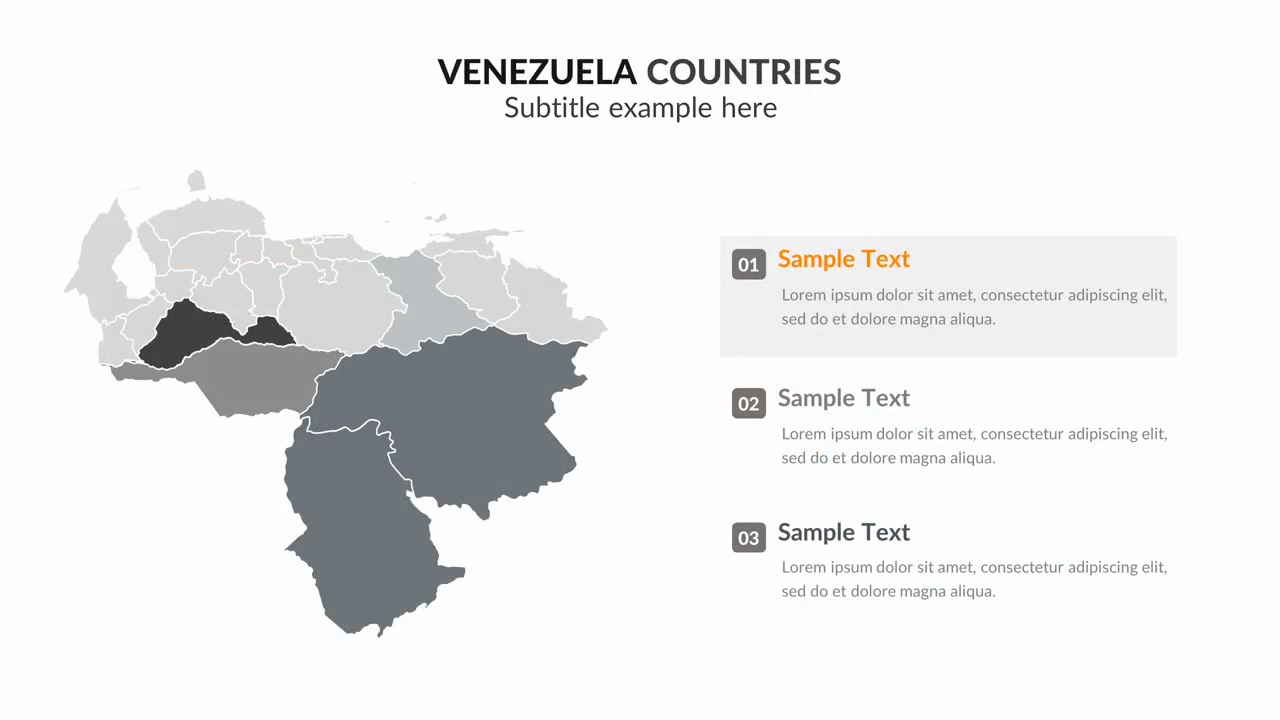 VENEZUELA COUNTRIES
Subtitle example here
01 Sample Text
Lorem ipsum dolor sit amet, consectetur adipiscing elit,
sed do et dolore magna aliqua.
02 Sample Text
Lorem ipsum dolor sit amet, consectetur adipiscing elit,
sed do et dolore magna aliqua.
03 Sample Text
Lorem ipsum dolor sit amet, consectetur adipiscing elit,
sed do et dolore magna aliqua.